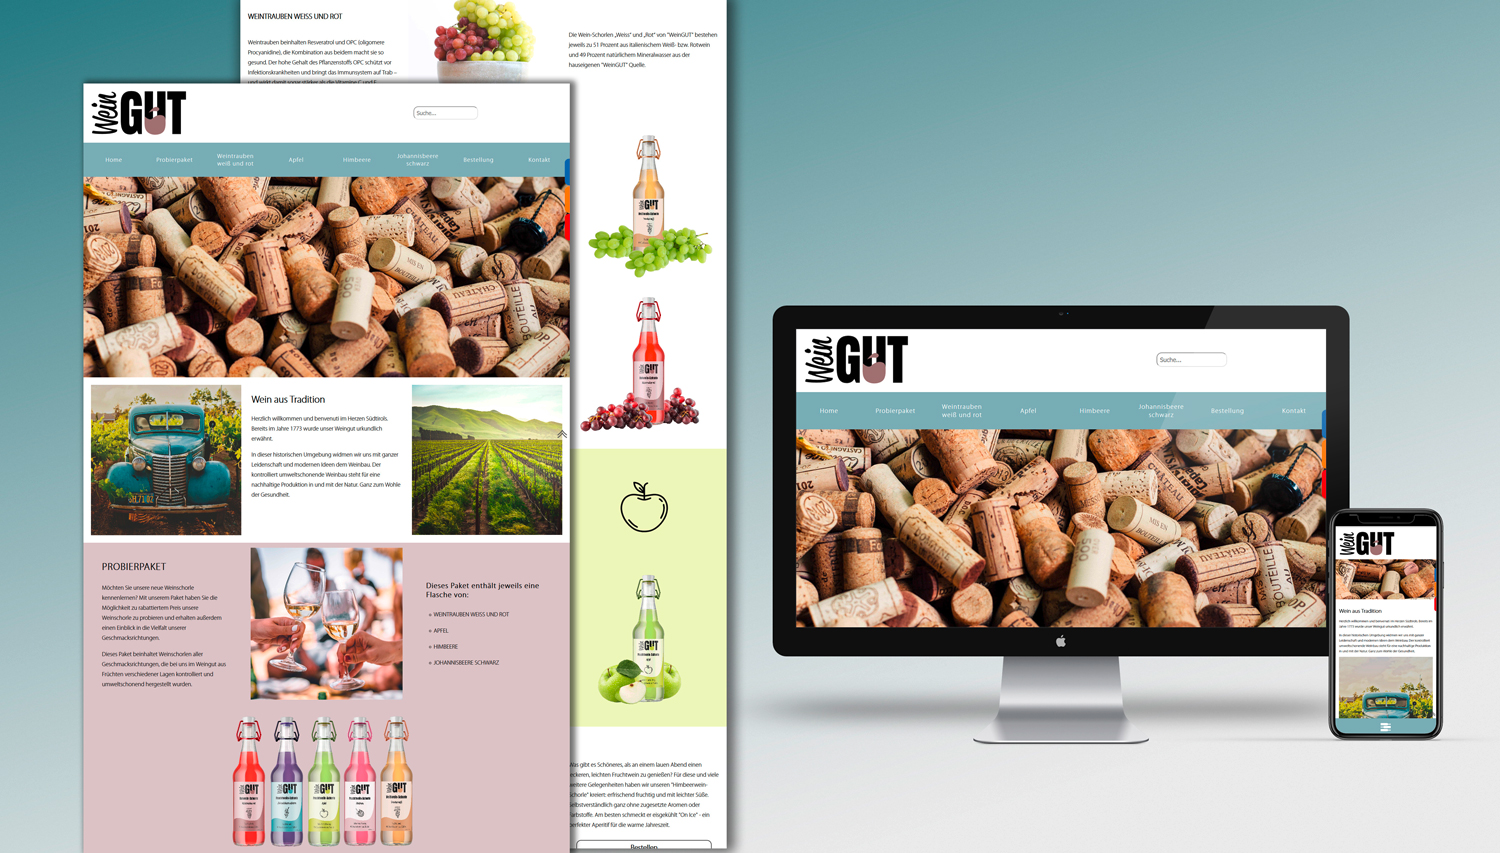 WEINTRAUBEN WEISS UND ROT
Weintrauben beinhalten Resveratrol und OPC (oligomere
Procyanidine), die Kombination aus beidem macht sie so
gesund. Der hohe Gehalt des Pflanzenstoffs OPC schützt vor
Infektionskrankheiten und bringt das Immunsystem auf Trab –
Die Wein-Schorlen „Weiss" und „Rot" von "WeinGUT" bestehen
jeweils zu 51 Prozent aus italienischem Weiß- bzw. Rotwein
und 49 Prozent natürlichem Mineralwasser aus der
hauseigenen "WeinGUT" Quelle.
Wein GUT
Suche...
Home
Probierpaket
Weintrauben
weiß und rot
Apfel
Himbeere
Johannisbeere
schwarz
Bestellung
Kontakt
Wein aus Tradition
Herzlich willkommen und benvenuti im Herzen Südtirols.
Bereits im Jahre 1773 wurde unser Weingut urkundlich
erwähnt.
In dieser historischen Umgebung widmen wir uns mit ganzer
Leidenschaft und modernen Ideen dem Weinbau. Der
kontrolliert umweltschonende Weinbau steht für eine
nachhaltige Produktion in und mit der Natur. Ganz zum Wohle
der Gesundheit.
PROBIERPAKET
Möchten Sie unsere neue Weinschorle
kennenlernen? Mit unserem Paket haben Sie die
Möglichkeit zu rabattiertem Preis unsere
Weinschorle zu probieren und erhalten außerdem
einen Einblick in die Vielfalt unserer
Geschmacksrichtungen.
Dieses Paket beinhaltet Weinschorlen aller
Geschmacksrichtungen, die bei uns im Weingut aus
Früchten verschiedener Lagen kontrolliert und
umweltschonend hergestellt wurden.
Dieses Paket enthält jeweils eine
Flasche von:
WEINTRAUBEN WEISS UND ROT
APFEL
HIMBEERE
JOHANNISBEERE SCHWARZ
GUT
GUT
GUT
GUT
GUT
GUT
GUT
GUT
Was gibt es Schöneres, als an einem lauen Abend einen
leckeren, leichten Fruchtwein zu genießen? Für diese und viele
weitere Gelegenheiten haben wir unseren "Himbeerwein-
schorle" kreiert: erfrischend fruchtig und mit leichter Süße.
Selbstverständlich ganz ohne zugesetzte Aromen oder
Farbstoffe. Am besten schmeckt er eisgekühlt "On Ice" - ein
perfekter Aperitif für die warme Jahreszeit.
Bestellen
Wein GUT
Suche...
Home
Probierpaket
Weintrauben
weiß und rot
Apfel
Himbeere
Johannisbeere
schwarz
Bestellung
Kontakt
CHÂTEAU
MIS EN
BOUTEILLE
Wein GUT
Wein aus Tradition